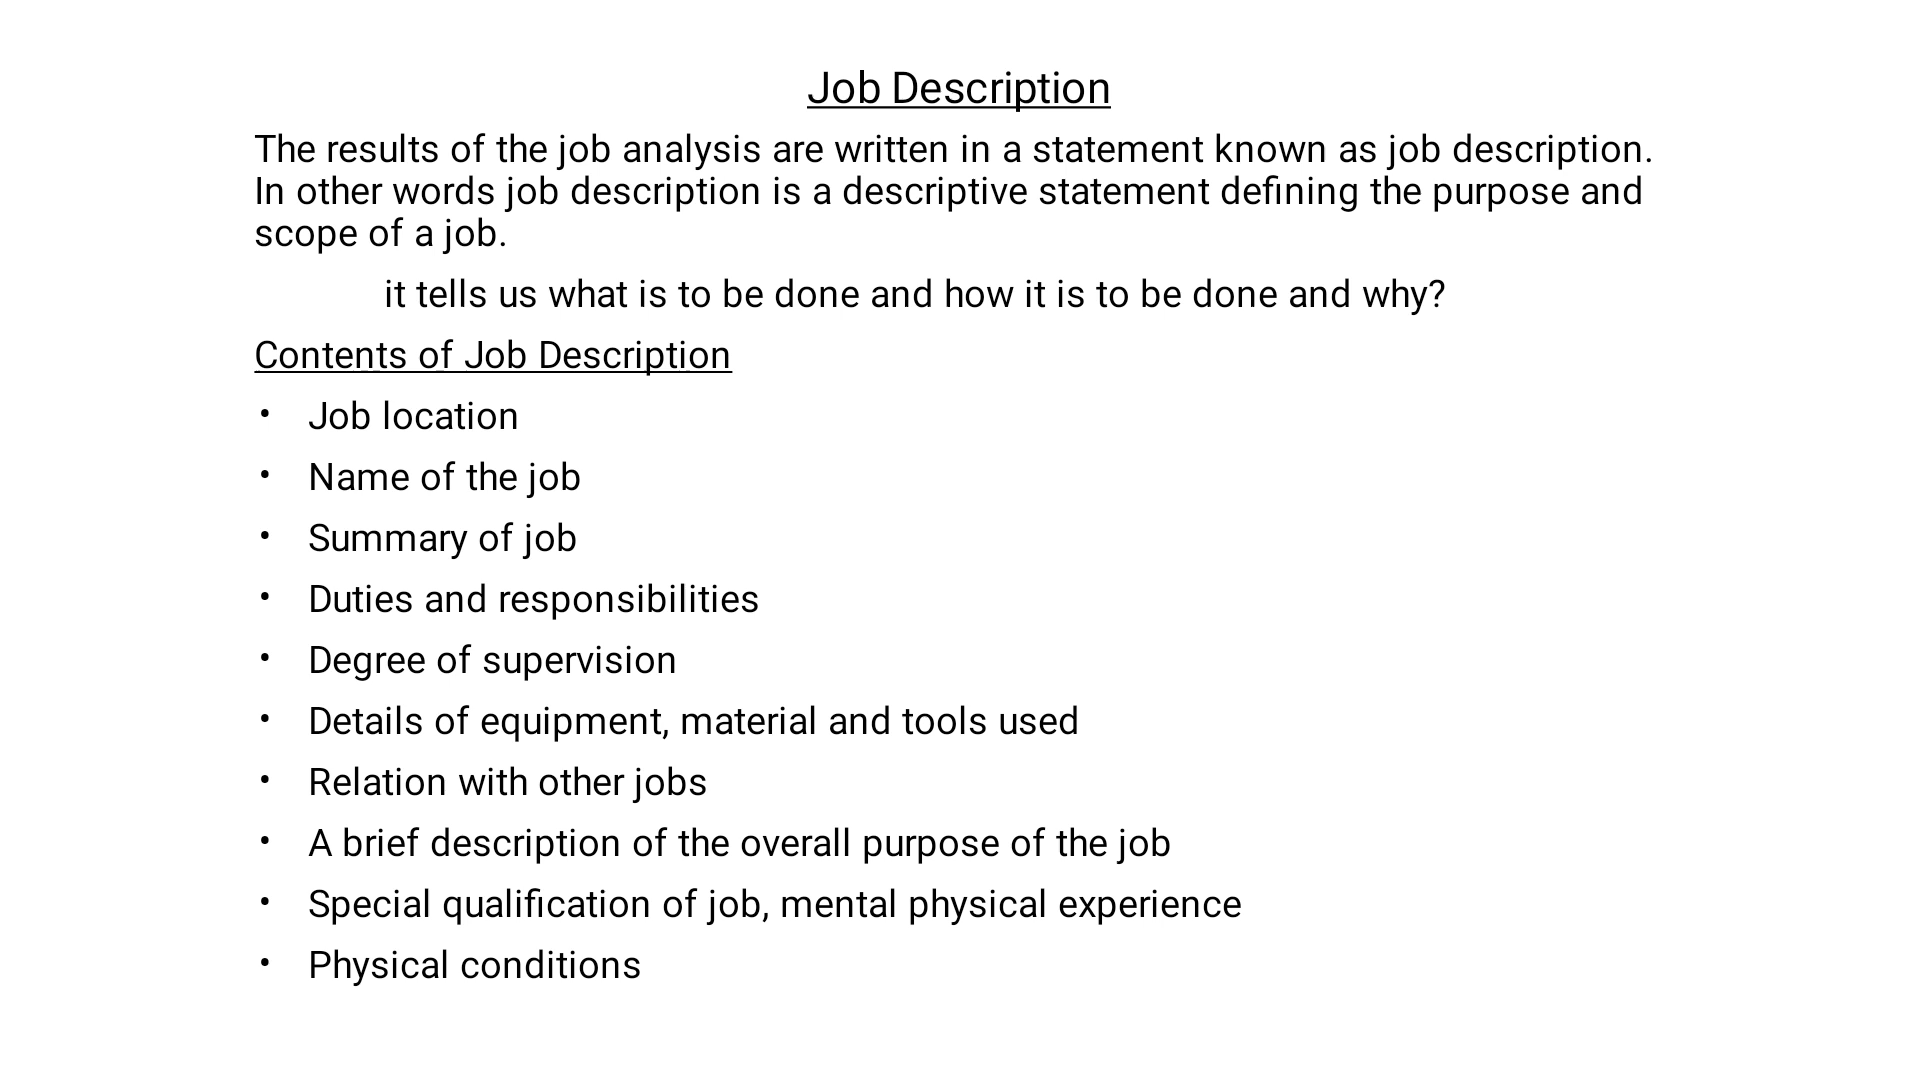 Job Description
The results of the job analysis are written in a statement known as job description.
In other words job description is a descriptive statement defining the purpose and
scope of a job.
it tells us what is to be done and how it is to be done and why?
Contents of Job Description
• Job location
• Name of the job
• Summary of job
• Duties and responsibilities
• Degree of supervision
• Details of equipment, material and tools used
• Relation with other jobs
• A brief description of the overall purpose of the job
• Special qualification of job, mental physical experience
• Physical conditions